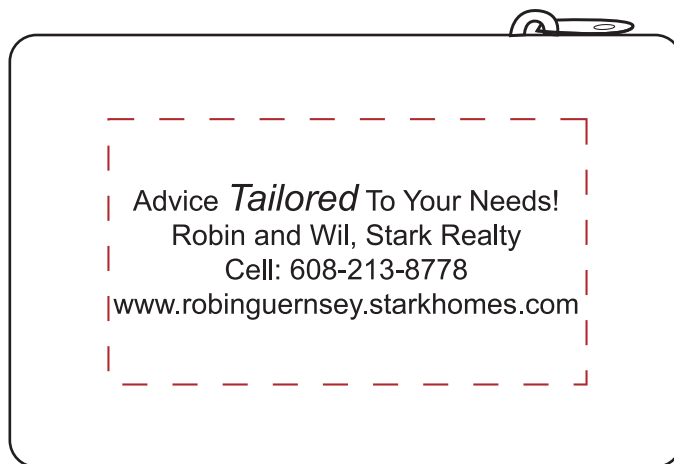 Advice Tailored To Your Needs!
Robin and Wil, Stark Realty
Cell: 608-213-8778
www.robinguernsey.starkhomes.com